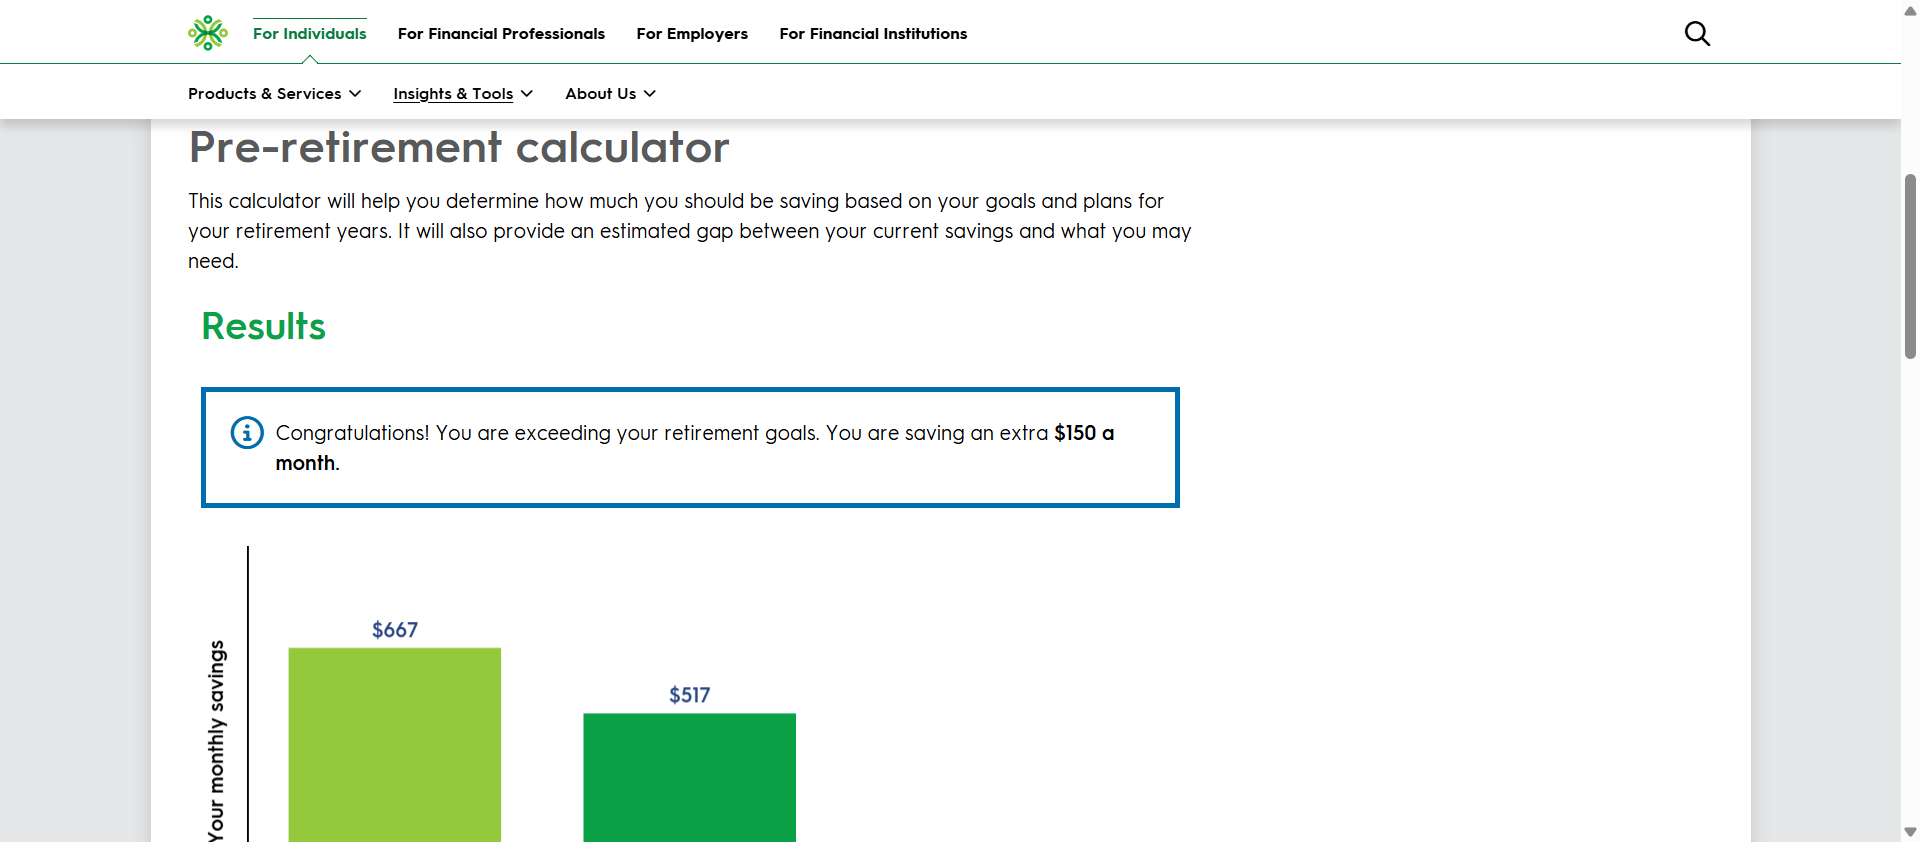 For Individuals
For Financial Professionals
For Employers
For Financial Institutions
Products & Services
Insights & Tools
About Us
Pre-retirement calculator
This calculator will help you determine how much you should be saving based on your goals and plans for
your retirement years. It will also provide an estimated gap between your current savings and what you may
need.
Results
Congratulations! You are exceeding your retirement goals. You are saving an extra $150 a
month.
$667
$517
Your monthly savings